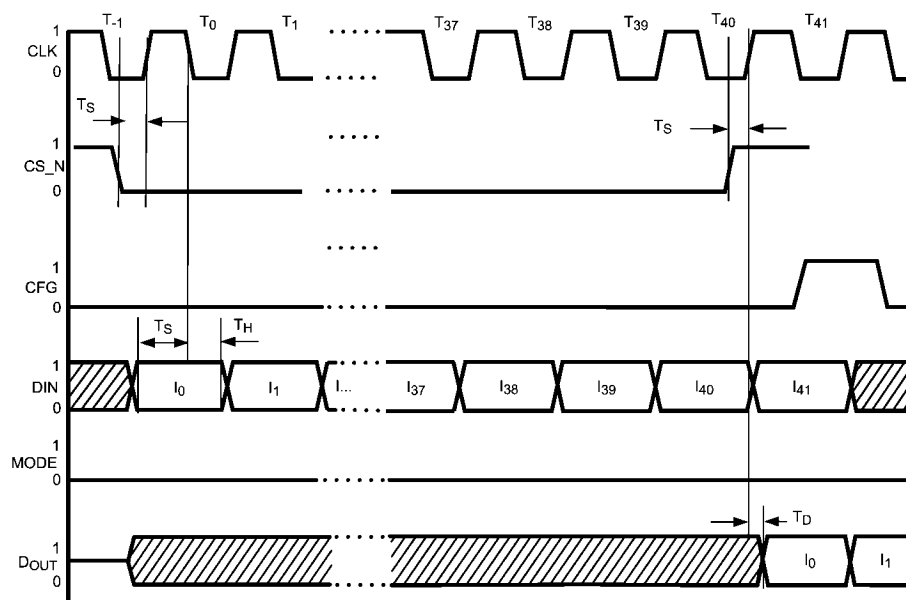 T-1 T0 T1 T37 T38 T39 T40 T41
1
CLK
0
TS TS
1
CS_N
0
1
CFG
0
TS TH
1
DIN I0 I1 I... I37 I38 I39 I40 I41
0
1
MODE
0
TD
1
DOUT I0 I1
0